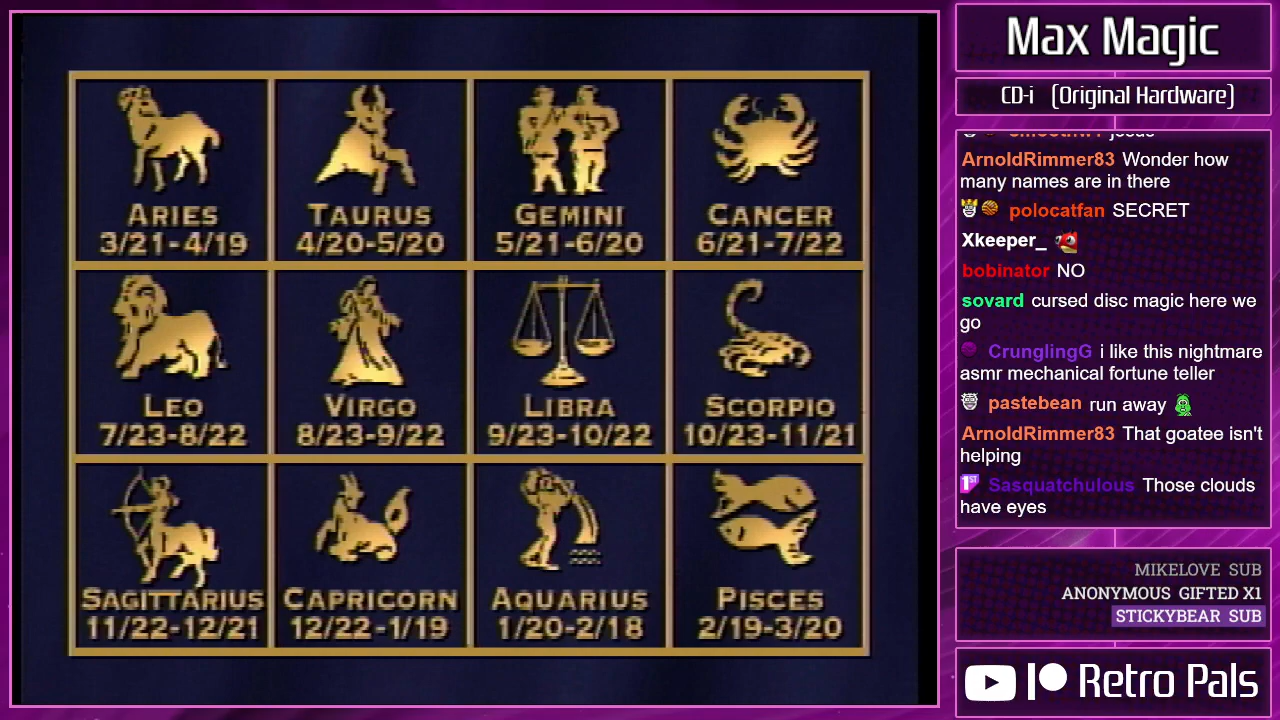 ARIES
3/21-4/19
TAURUS
4/20-5/20
GEMINI
5/21-6/20
CANCER
6/21-7/22
LEO
7/23-8/22
VIRGO
8/23-9/22
LIBRA
9/23-10/22
SCORPIO
10/23-11/21
SAGITTARIUS
11/22-12/21
CAPRICORN
12/22-1/19
AQUARIUS
1/20-2/18
PISCES
2/19-3/20
Max Magic
CD-i (Original Hardware)
ArnoldRimmer83 Wonder how
many names are in there
polocatfan SECRET
Xkeeper_
bobinator NO
sovard cursed disc magic here we
go
CrunglingG i like this nightmare
asmr mechanical fortune teller
pastebean run away
ArnoldRimmer83 That goatee isn't
helping
1ST Sasquatchulous Those clouds
have eyes
MIKELOVE SUB
ANONYMOUS GIFTED X1
STICKYBEAR SUB
Retro Pals